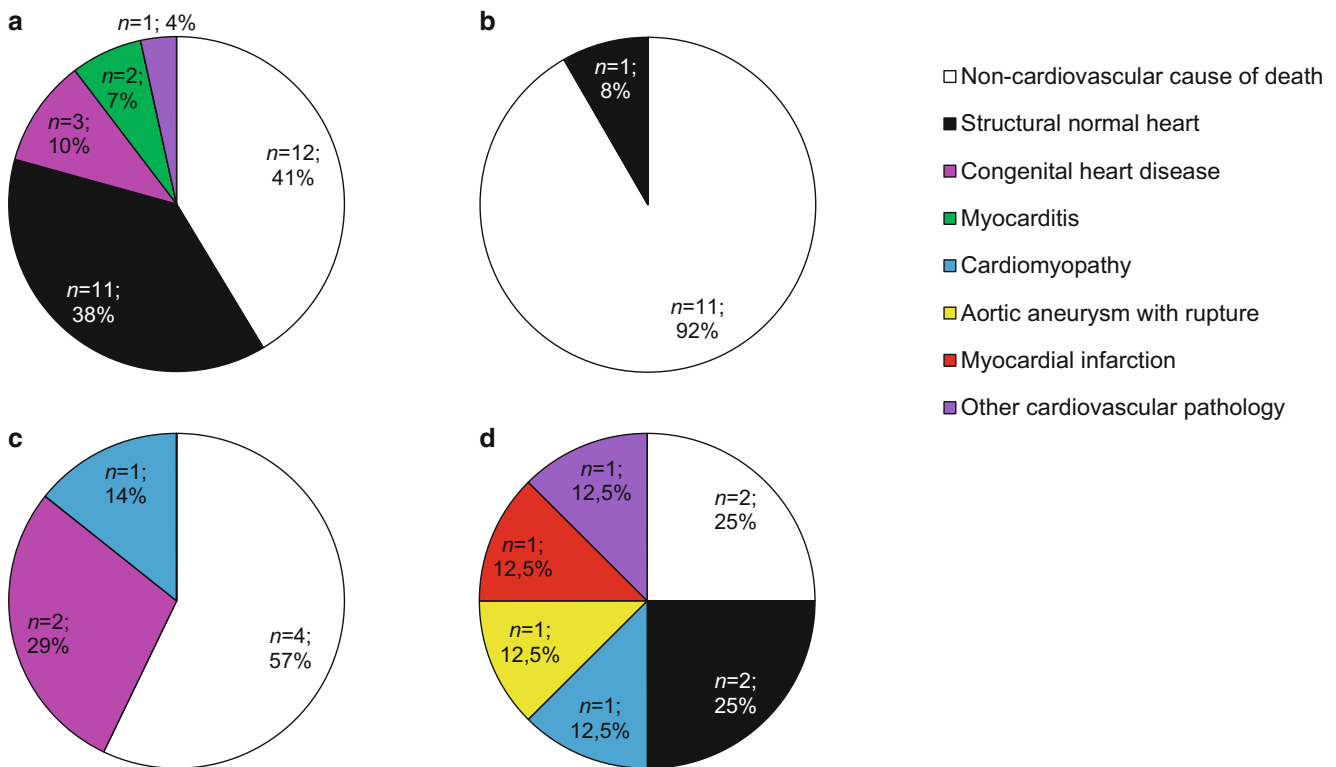 a
n=1; 4%
n=2;
7%
n=3;
10%
n=12;
41%
n=11;
38%
b
n=1;
8%
n=11;
92%
Non-cardiovascular cause of death
Structural normal heart
Congenital heart disease
Myocarditis
Cardiomyopathy
Aortic aneurysm with rupture
Myocardial infarction
Other cardiovascular pathology
c
n=1;
14%
n=2;
29%
n=4;
57%
d
n=1;
12,5%
n=2;
25%
n=1;
12,5%
n=1;
12,5%
n=1;
12,5%
n=2;
25%